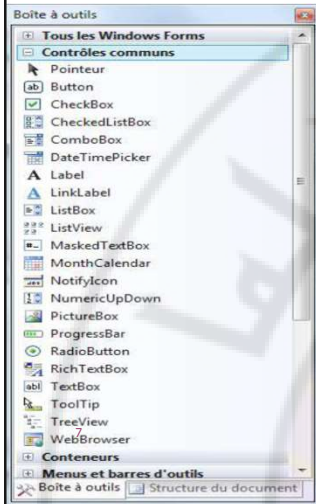 Boîte à outils
Tous les Windows Forms
Contrôles communs
Pointeur
Button
CheckBox
CheckedListBox
ComboBox
DateTimePicker
A Label
A LinkLabel
ListBox
ListView
MaskedTextBox
MonthCalendar
NotifyIcon
NumericUpDown
PictureBox
ProgressBar
RadioButton
RichTextBox
TextBox
ToolTip
TreeView
7
WebBrowser
Conteneurs
Menus et barres d'outils
Boîte à outils Structure du document